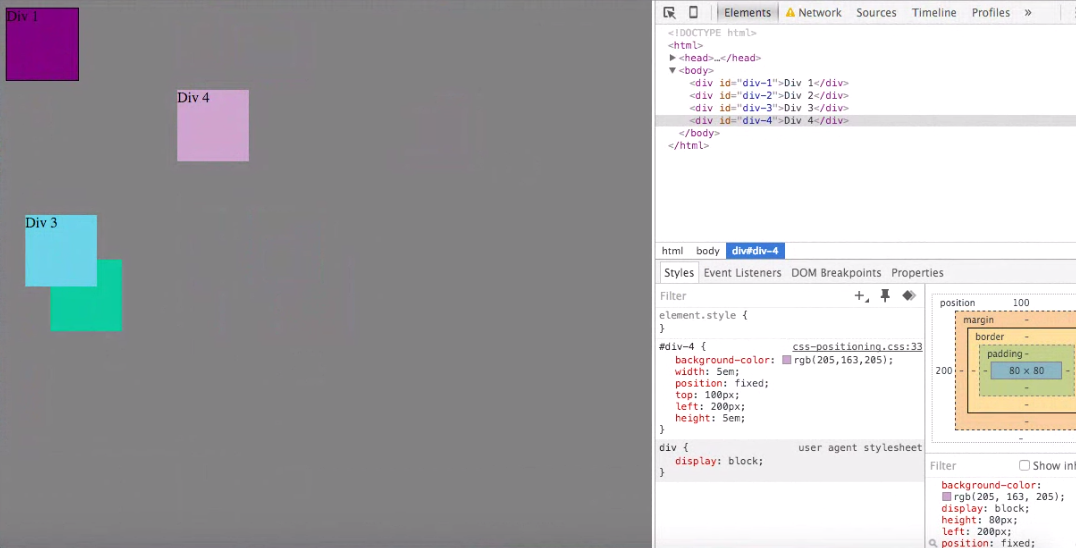 Div 1
Div 4
Div 3
Elements Network Sources Timeline Profiles »
<!DOCTYPE html>
<html>
▶<head>…</head>
▼<body>
<div id="div-1">Div 1</div>
<div id="div-2">Div 2</div>
<div id="div-3">Div 3</div>
<div id="div-4">Div 4</div>
</body>
</html>
html body div#div-4
Styles Event Listeners DOM Breakpoints Properties
Filter
element.style {
}
#div-4 { css-positioning.css:33
background-color: rgb(205,163,205);
width: 5em;
position: fixed;
top: 100px;
left: 200px;
height: 5em;
}
div { user agent stylesheet
display: block;
}
position 100
margin -
border -
padding -
200 - - - 80 × 80 -
-
-
-
-
Filter Show inh
background-color:
rgb(205, 163, 205);
display: block;
height: 80px;
left: 200px;
position: fixed;